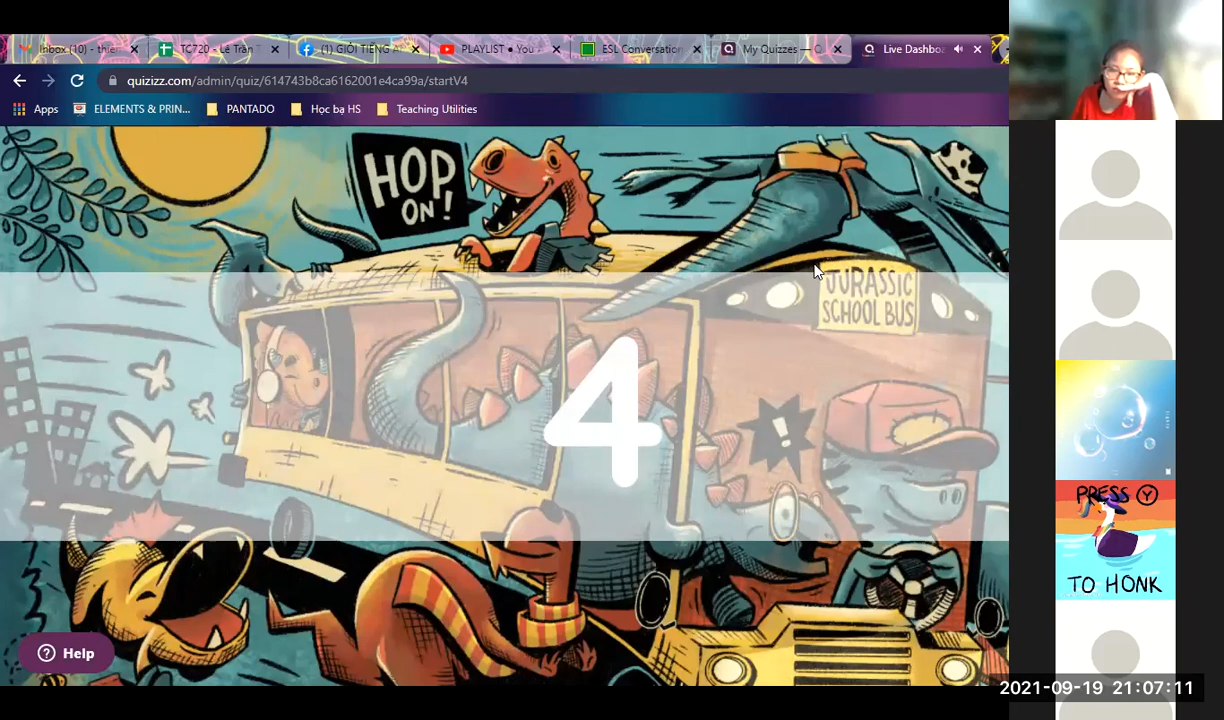 Inbox (10) - thie
TC720 - Lê Trần T
(1) GIỎI TIẾNG A
PLAYLIST ● You
ESL Conversation
My Quizzes — Q
Live Dashbo
quizizz.com/admin/quiz/614743b8ca6162001e4ca99a/startV4
Apps
ELEMENTS & PRIN...
PANTADO
Học bạ HS
Teaching Utilities
HOP
ON!
JURASSIC
SCHOOL BUS
4
!
PRESS Y
TO HONK
Help
2021-09-19 21:07:11